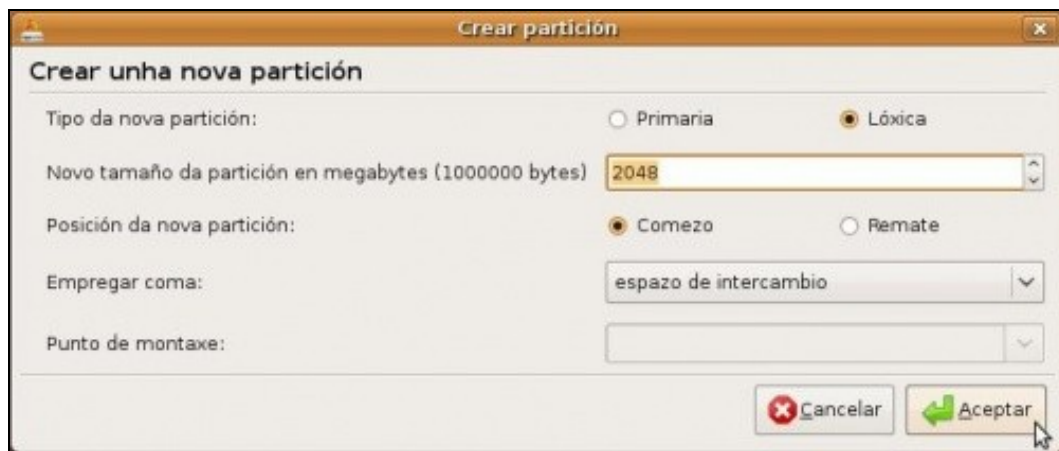 Crear partición
Crear unha nova partición
Tipo da nova partición: Primaria Lóxica
Novo tamaño da partición en megabytes (1000000 bytes) 2048
Posición da nova partición: Comezo Remate
Empregar coma: espazo de intercambio
Punto de montaxe:
Cancelar Aceptar